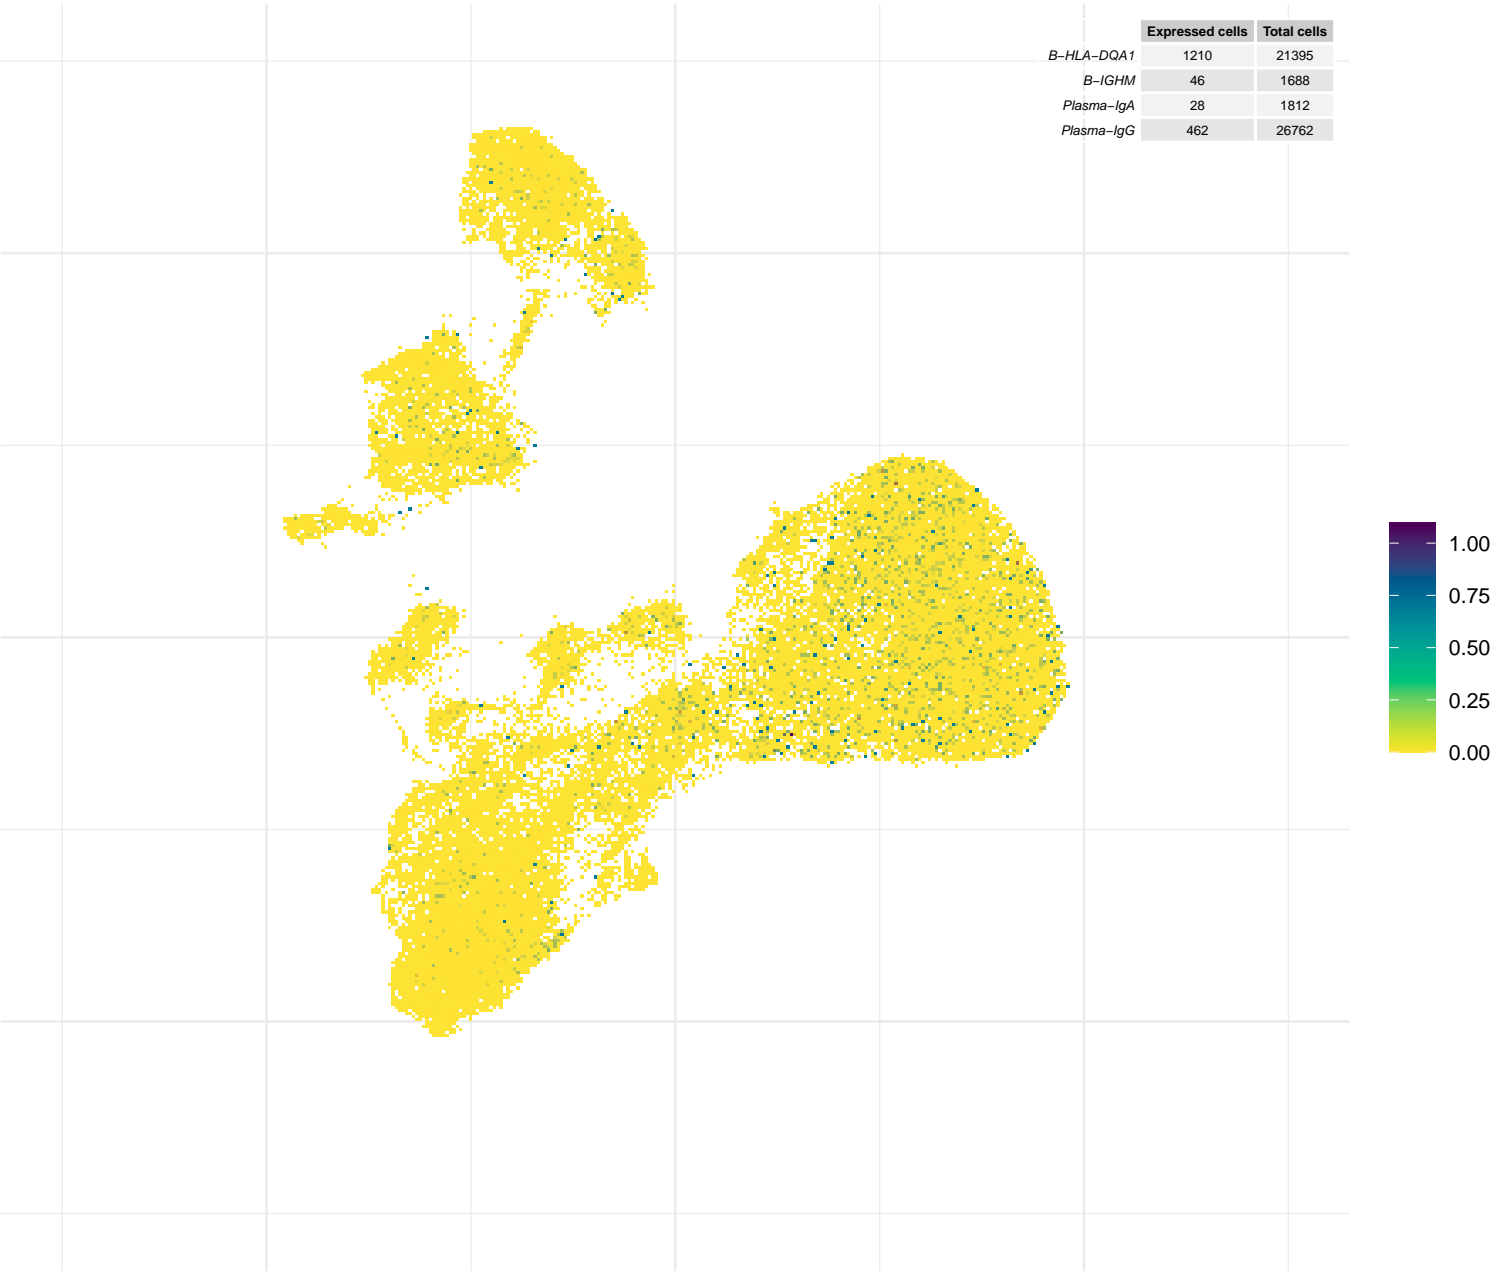 Expressed cells Total cells
B−HLA−DQA1 1210 21395
B−IGHM 46 1688
Plasma−IgA 28 1812
Plasma−IgG 462 26762
1.00
0.75
0.50
0.25
0.00